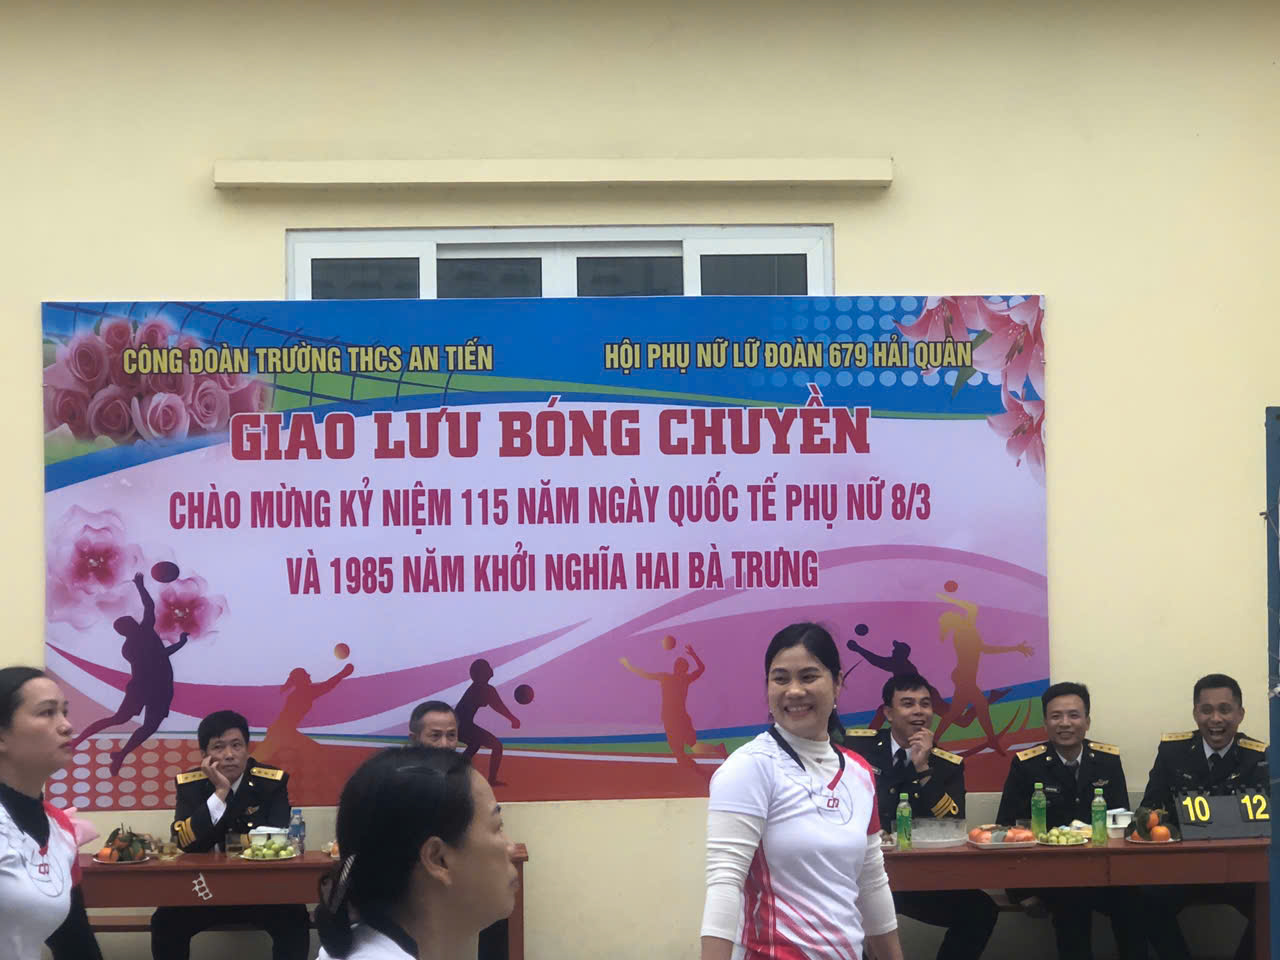 CÔNG ĐOÀN TRƯỜNG THCS AN TIẾN
HỘI PHỤ NỮ LỮ ĐOÀN 679 HẢI QUÂN
GIAO LƯU BÓNG CHUYỀN
CHÀO MỪNG KỶ NIỆM 115 NĂM NGÀY QUỐC TẾ PHỤ NỮ 8/3
VÀ 1985 NĂM KHỞI NGHĨA HAI BÀ TRƯNG
10 12